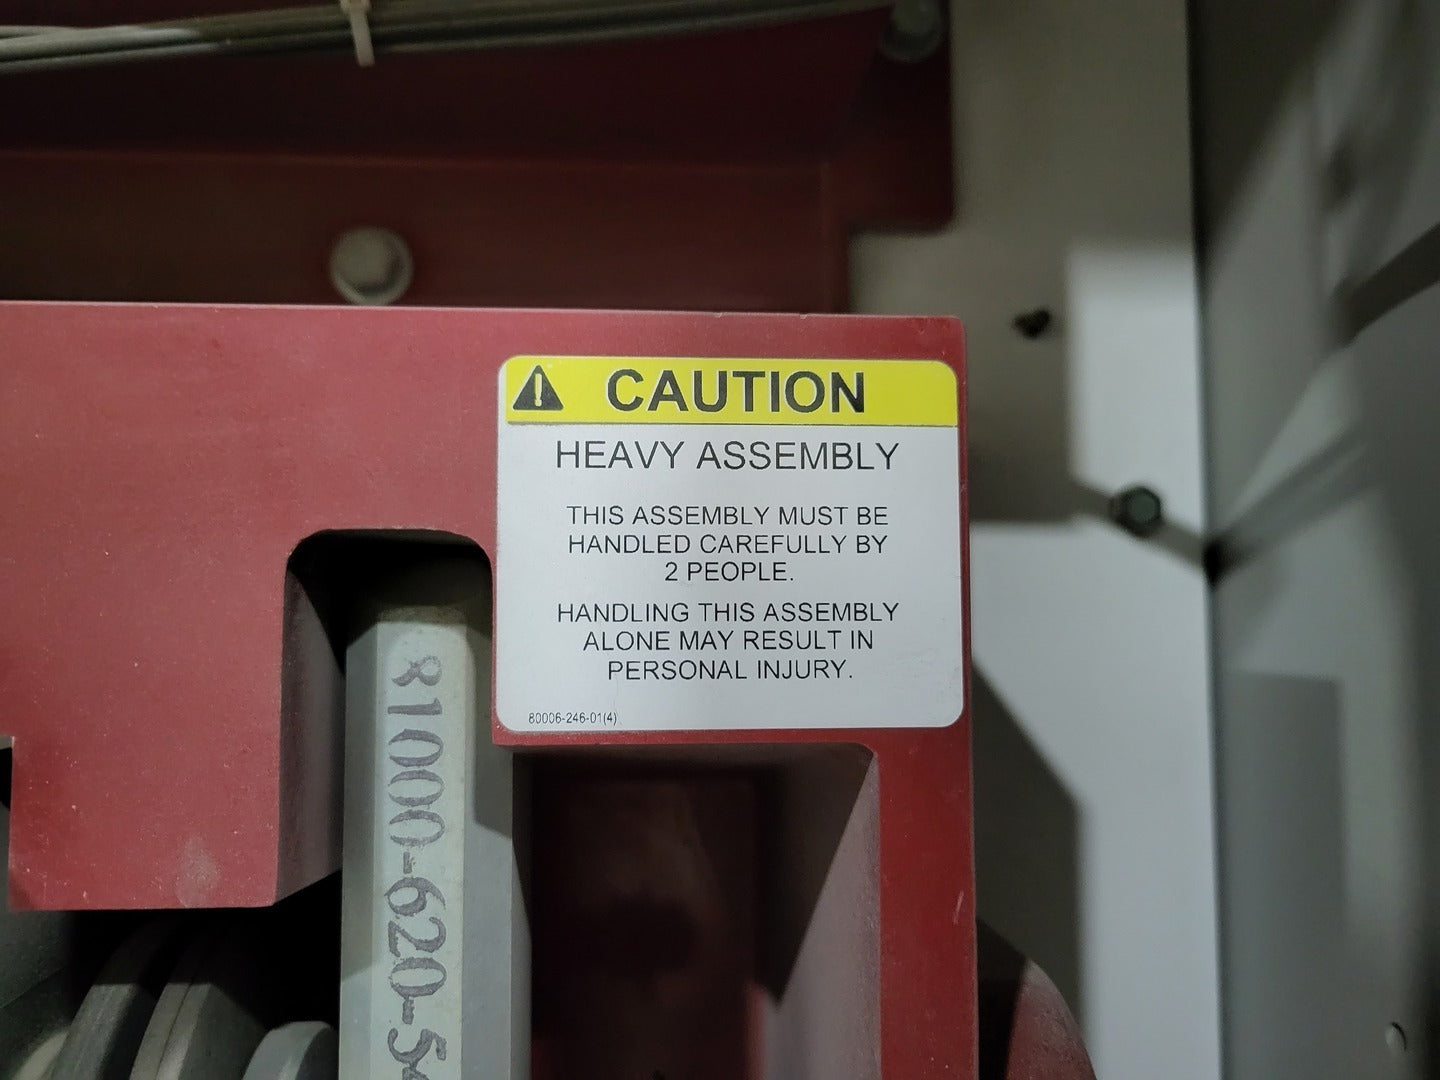 CAUTION
HEAVY ASSEMBLY
THIS ASSEMBLY MUST BE
HANDLED CAREFULLY BY
2 PEOPLE.
HANDLING THIS ASSEMBLY
ALONE MAY RESULT IN
PERSONAL INJURY.
80006-246-01(4)
81000-620-5